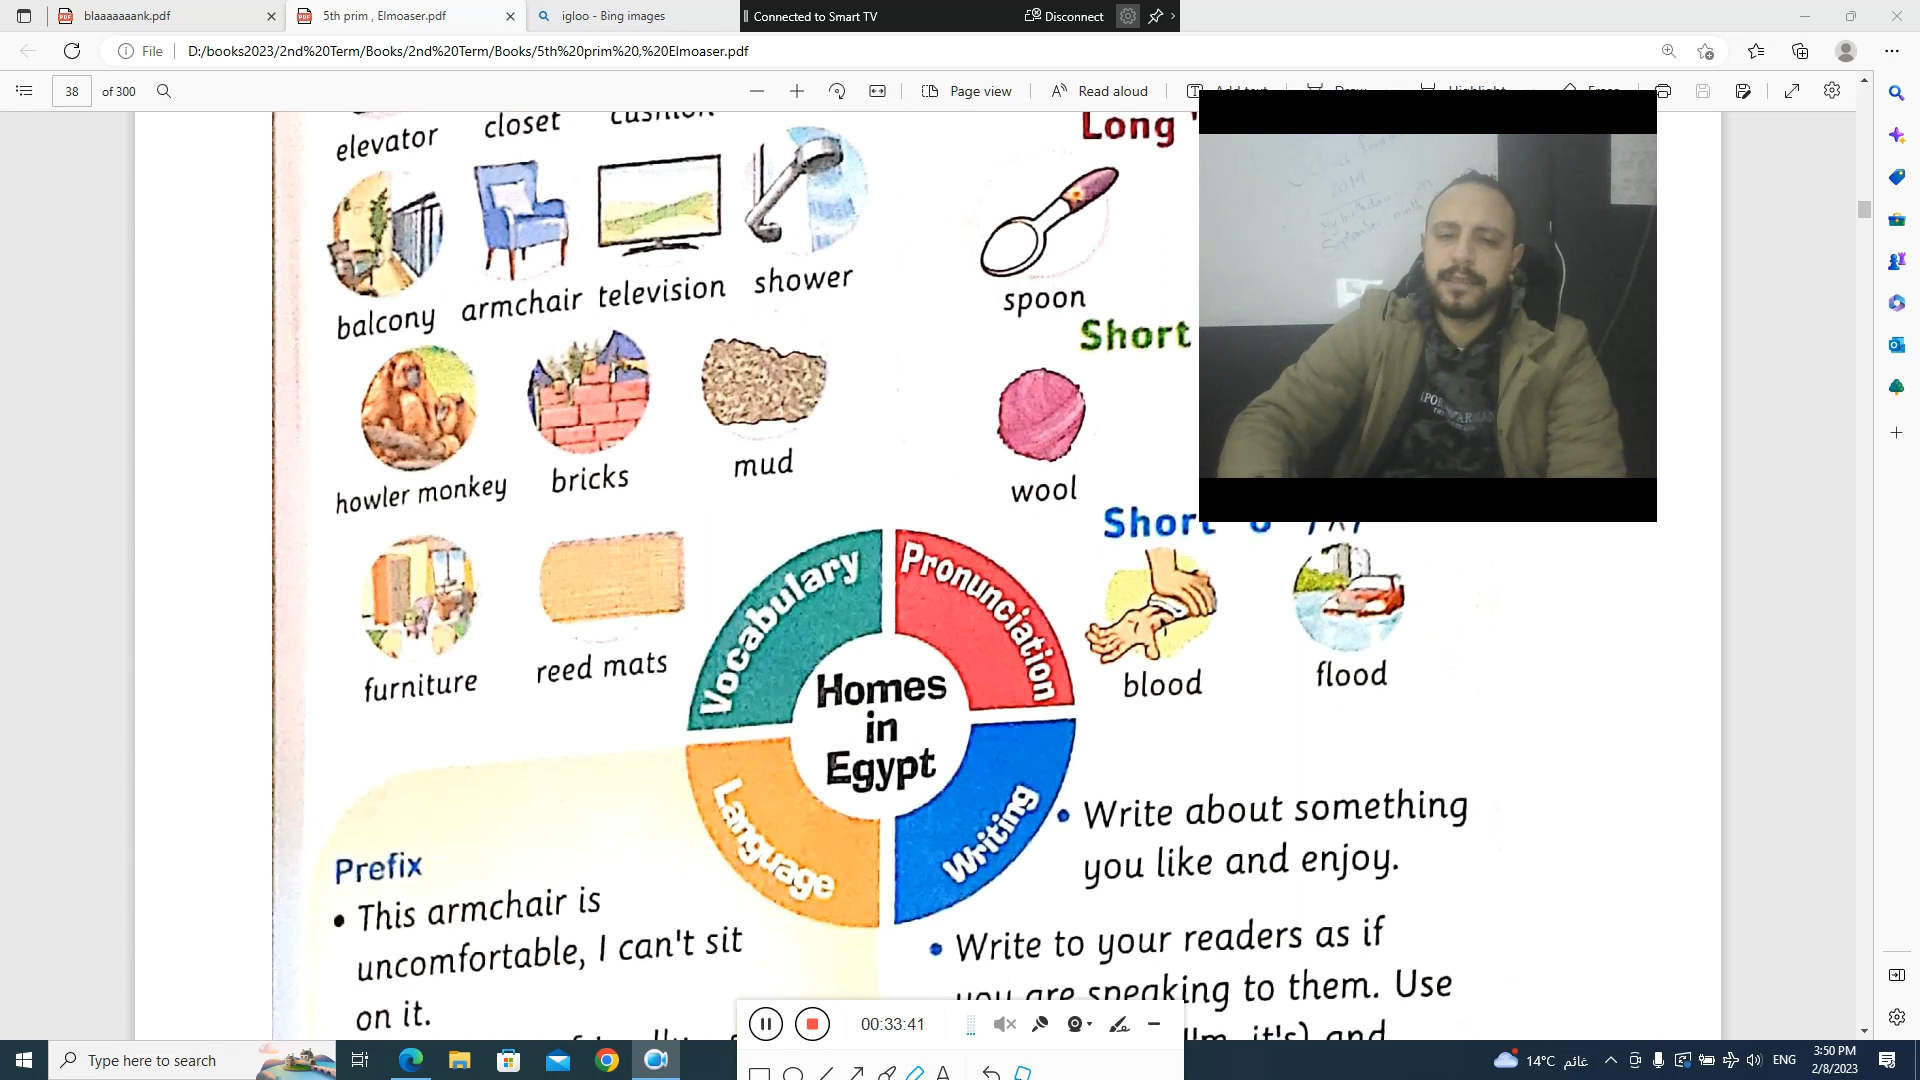 blaaaaaaank.pdf
5th prim , Elmoaser.pdf
igloo - Bing images
Connected to Smart TV
Disconnect
File
D:/books2023/2nd%20Term/Books/2nd%20Term/Books/5th%20prim%20,%20Elmoaser.pdf
38 of 300
Page view
Read aloud
elevator
closet
Long
balcony
armchair
television
shower
spoon
Short
howler monkey
bricks
mud
wool
2019
September
Short
furniture
reed mats
blood
flood
Vocabulary
Pronunciation
Homes
in
Egypt
Language
Writing
Prefix
• This armchair is
uncomfortable, I can't sit
on it.
• Write about something
you like and enjoy.
• Write to your readers as if
you are speaking to them. Use
it's) and
00:33:41
Type here to search
14°C غائم
ENG
3:50 PM
2/8/2023